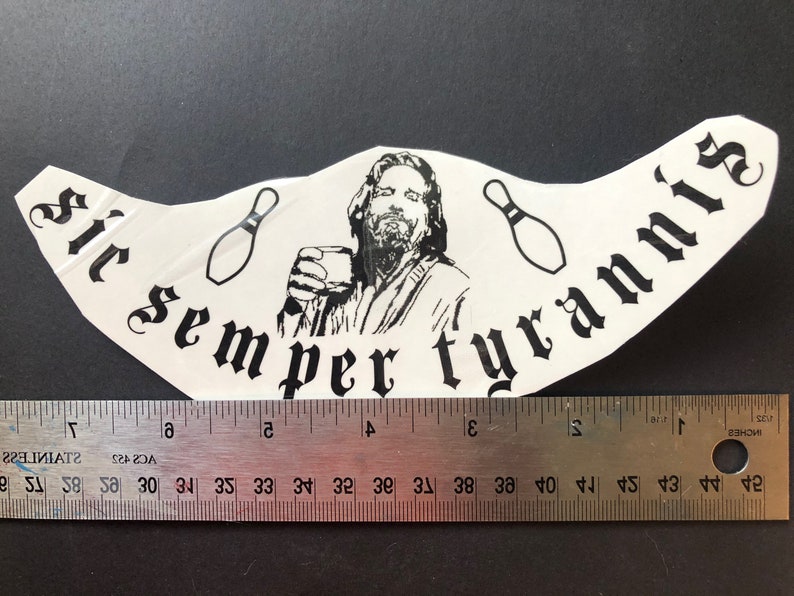 sic semper tyrannis
1/32
7 6 5 4 3 2 1/16 1 INCHES
STAINLESS ACS 452
6 27 28 29 30 31 32 33 34 35 36 37 38 39 40 41 42 43 44 45